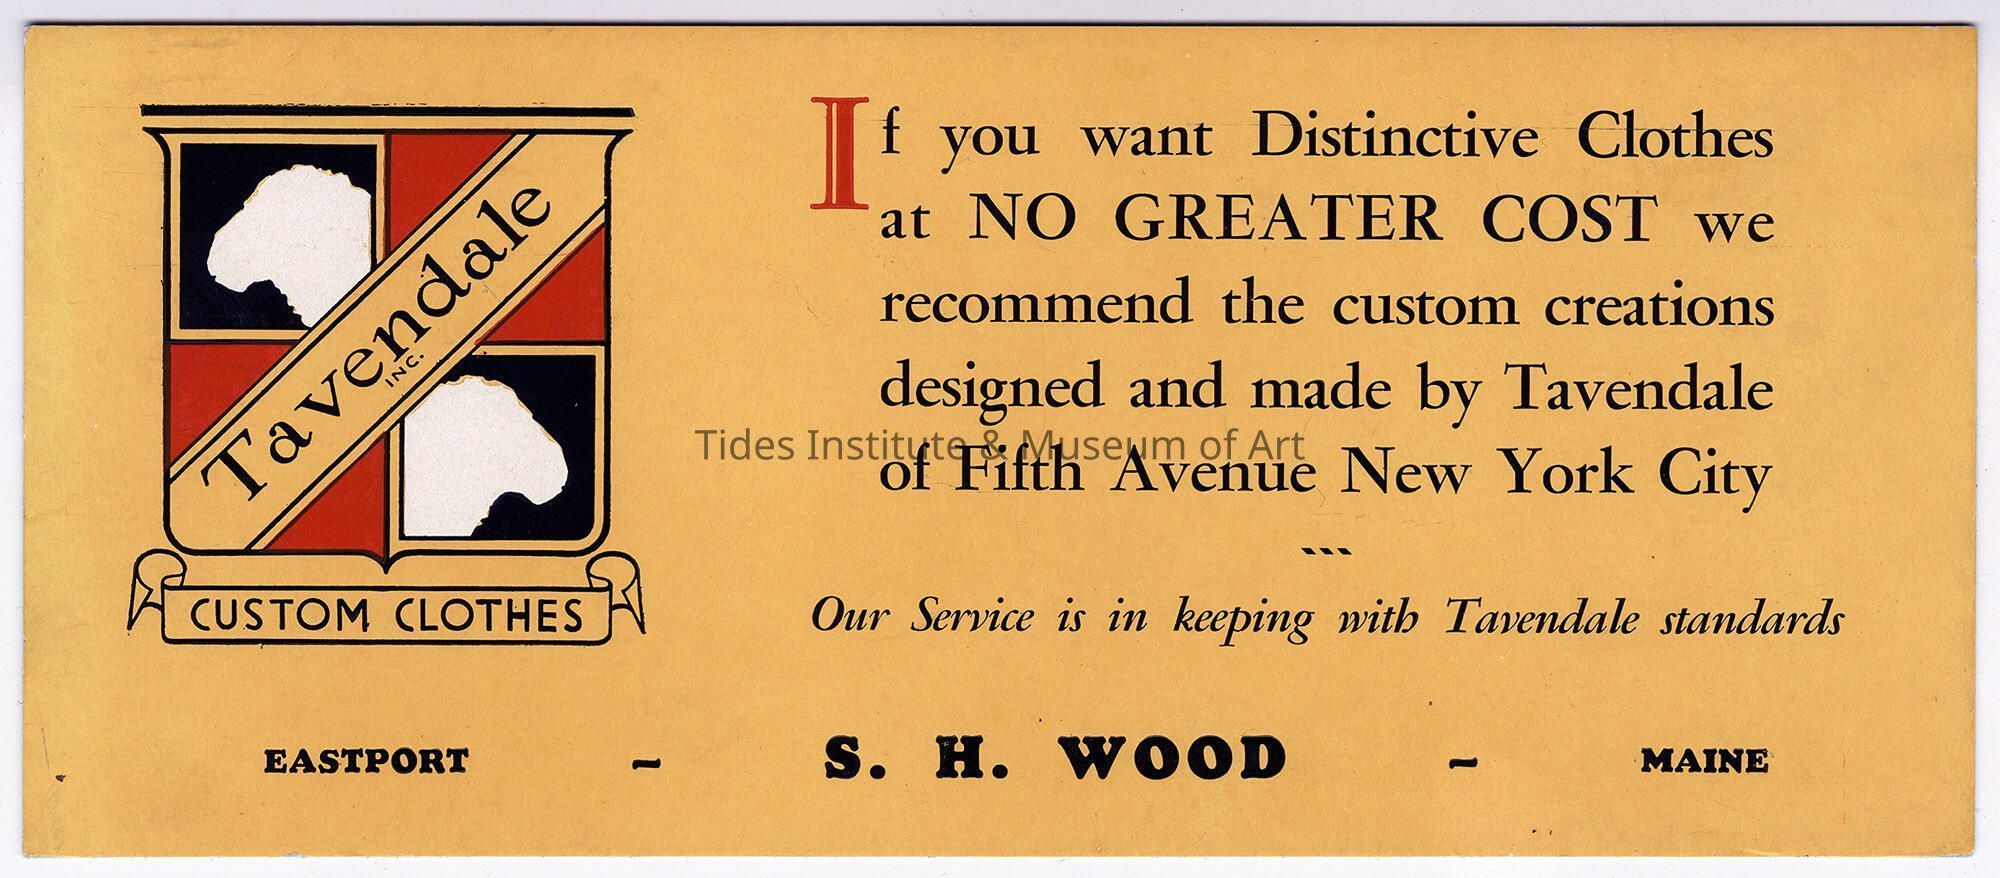 Tavendale
INC.
CUSTOM CLOTHES
If you want Distinctive Clothes
at NO GREATER COST we
recommend the custom creations
designed and made by Tavendale
of Fifth Avenue New York City
Our Service is in keeping with Tavendale standards
EASTPORT - S. H. WOOD - MAINE
Tides Institute & Museum of Art